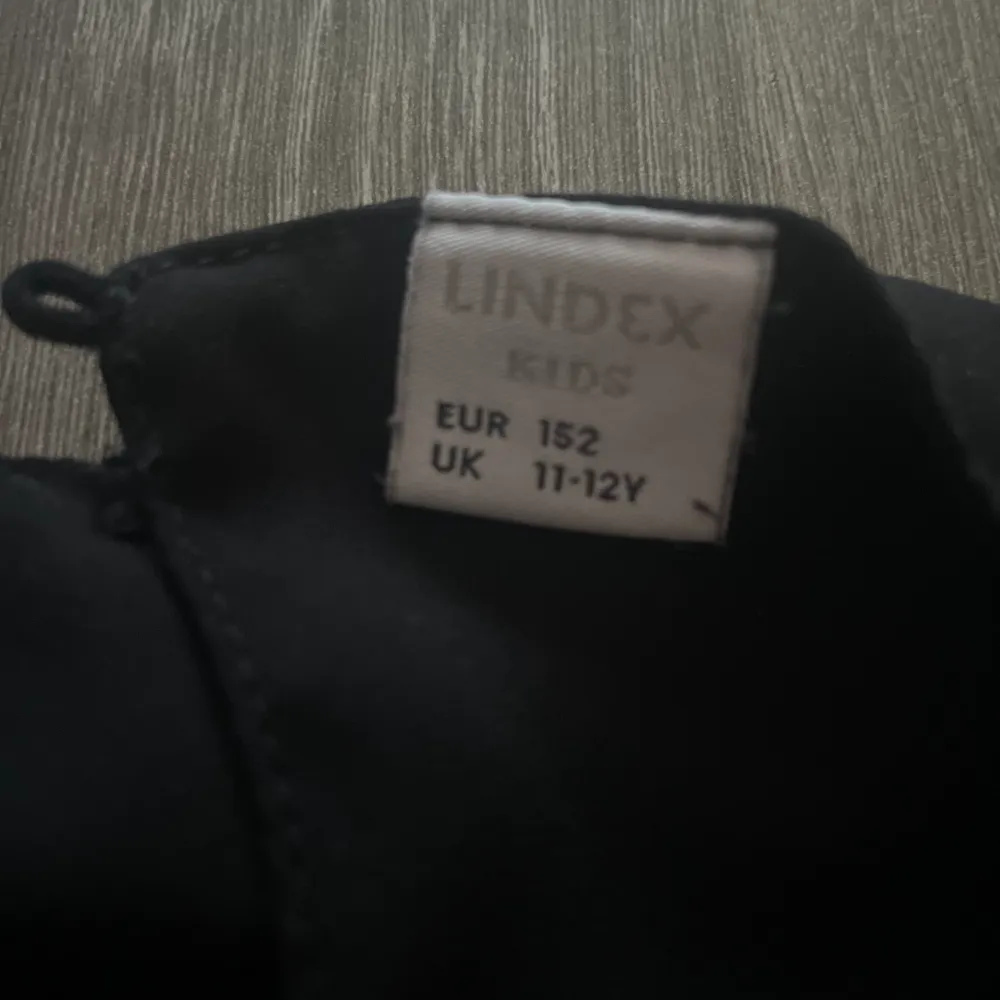 LINDEX
KIDS
EUR 152
UK 11-12Y